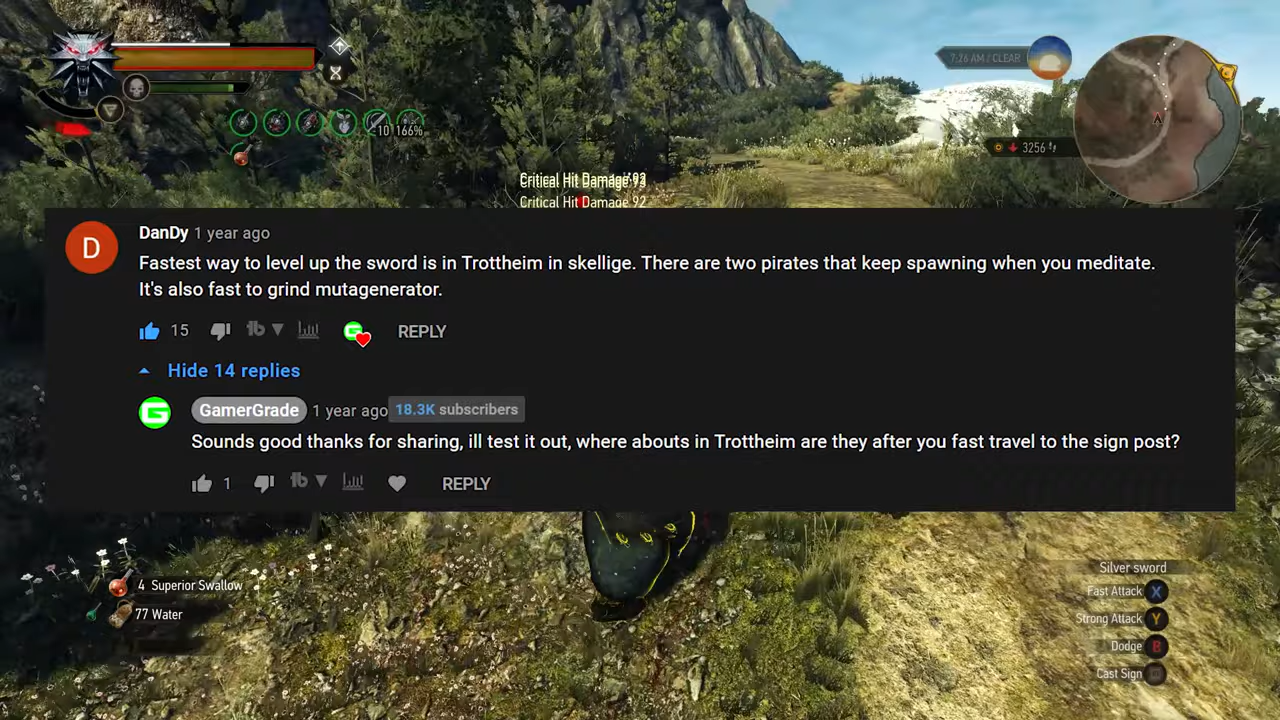 7:26 AM / CLEAR
-10 166%
3256
Critical Hit Damage
Critical Hit Damage 92
D
DanDy 1 year ago
Fastest way to level up the sword is in Trottheim in skellige. There are two pirates that keep spawning when you meditate.
It's also fast to grind mutagenerator.
15 REPLY
Hide 14 replies
GamerGrade 1 year ago 18.3K subscribers
Sounds good thanks for sharing, ill test it out, where abouts in Trottheim are they after you fast travel to the sign post?
1 REPLY
4 Superior Swallow
77 Water
Silver sword
Fast Attack X
Strong Attack Y
Dodge B
Cast Sign